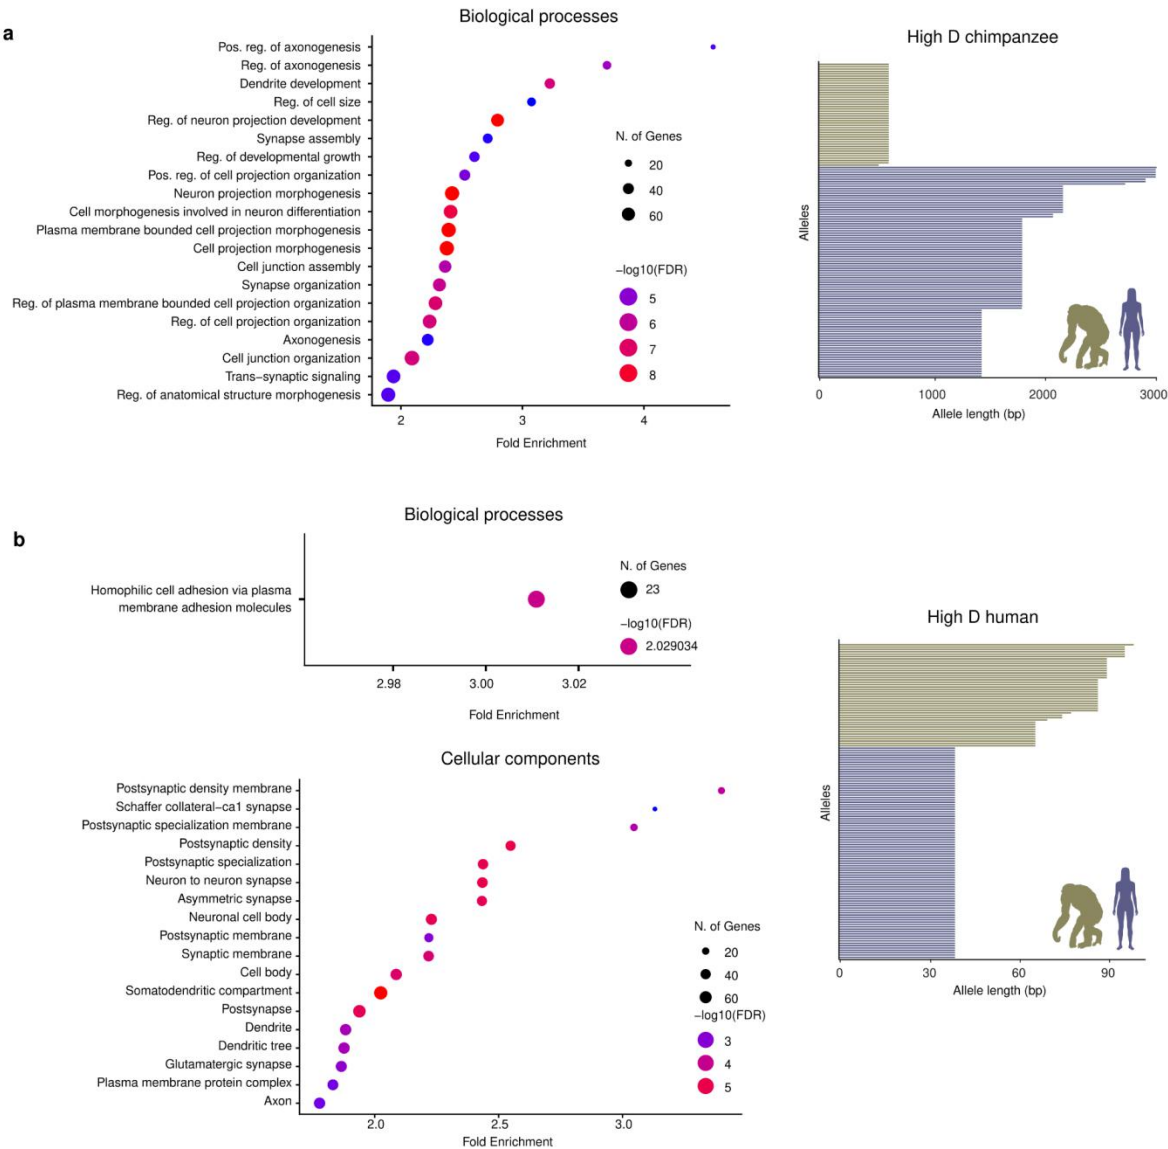 a
Biological processes
Pos. reg. of axonogenesis
Reg. of axonogenesis
Dendrite development
Reg. of cell size
Reg. of neuron projection development
Synapse assembly
Reg. of developmental growth
Pos. reg. of cell projection organization
Neuron projection morphogenesis
Cell morphogenesis involved in neuron differentiation
Plasma membrane bounded cell projection morphogenesis
Cell projection morphogenesis
Cell junction assembly
Synapse organization
Reg. of plasma membrane bounded cell projection organization
Reg. of cell projection organization
Axonogenesis
Cell junction organization
Trans−synaptic signaling
Reg. of anatomical structure morphogenesis
2 3 4
Fold Enrichment
N. of Genes
20
40
60
−log10(FDR)
5
6
7
8
High D chimpanzee
Alleles
0 1000 2000 3000
Allele length (bp)
b
Biological processes
Homophilic cell adhesion via plasma
membrane adhesion molecules
2.98 3.00 3.02
Fold Enrichment
N. of Genes
23
−log10(FDR)
2.029034
Cellular components
Postsynaptic density membrane
Schaffer collateral−ca1 synapse
Postsynaptic specialization membrane
Postsynaptic density
Postsynaptic specialization
Neuron to neuron synapse
Asymmetric synapse
Neuronal cell body
Postsynaptic membrane
Synaptic membrane
Cell body
Somatodendritic compartment
Postsynapse
Dendrite
Dendritic tree
Glutamatergic synapse
Plasma membrane protein complex
Axon
2.0 2.5 3.0
Fold Enrichment
N. of Genes
20
40
60
−log10(FDR)
3
4
5
High D human
Alleles
0 30 60 90
Allele length (bp)